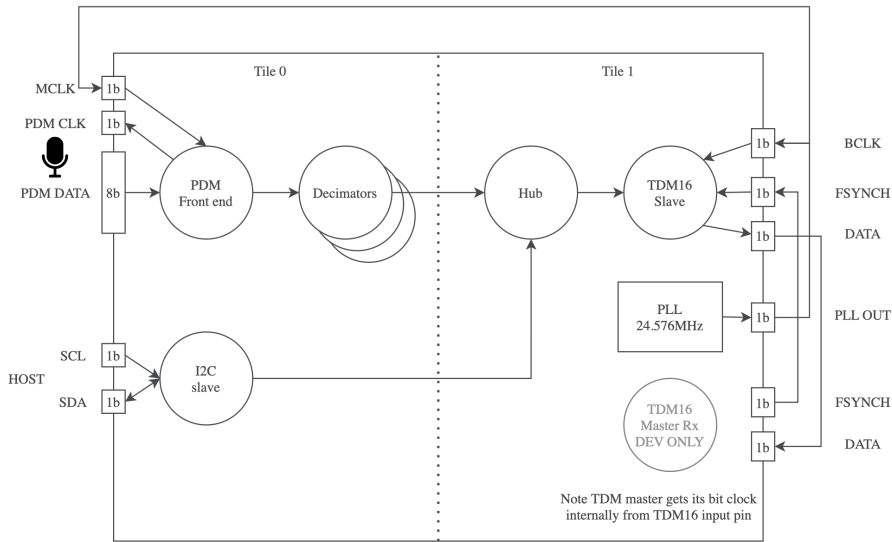 Tile 0
Tile 1
MCLK
1b
PDM CLK
1b
PDM DATA
8b
PDM
Front end
Decimators
Hub
TDM16
Slave
1b
BCLK
1b
FSYNCH
1b
DATA
PLL
24.576MHz
1b
PLL OUT
HOST
SCL
1b
SDA
1b
I2C
slave
TDM16
Master Rx
DEV ONLY
1b
FSYNCH
1b
DATA
Note TDM master gets its bit clock
internally from TDM16 input pin